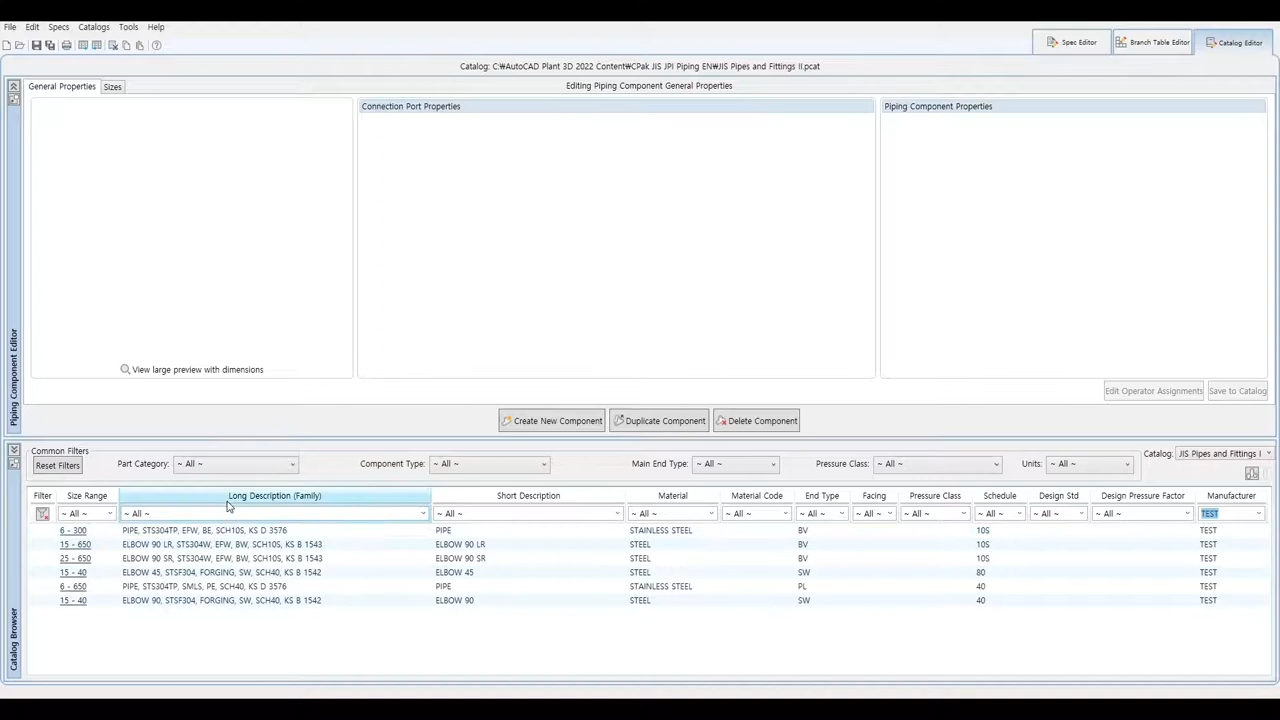 File Edit Specs Catalogs Tools Help
Spec Editor Branch Table Editor Catalog Editor
Catalog: C:₩AutoCAD Plant 3D 2022 Content₩CPak JIS JPI Piping EN₩JIS Pipes and Fittings II.pcat
General Properties Sizes Editing Piping Component General Properties
Connection Port Properties Piping Component Properties
View large preview with dimensions
Piping Component Editor
Edit Operator Assignments Save to Catalog
Create New Component Duplicate Component Delete Component
Common Filters
Reset Filters Part Category: ~ All ~ Component Type: ~ All ~ Main End Type: ~ All ~ Pressure Class: ~ All ~ Units: ~ All ~ Catalog: JIS Pipes and Fittings I
Filter Size Range Long Description (Family) Short Description Material Material Code End Type Facing Pressure Class Schedule Design Std Design Pressure Factor Manufacturer
~ All ~ ~ All ~ ~ All ~ ~ All ~ ~ All ~ ~ All ~ ~ All ~ ~ All ~ ~ All ~ ~ All ~ ~ All ~ TEST
6 - 300 PIPE, STS304TP, EFW, BE, SCH10S, KS D 3576 PIPE STAINLESS STEEL BV 10S TEST
15 - 650 ELBOW 90 LR, STS304W, EFW, BW, SCH10S, KS B 1543 ELBOW 90 LR STEEL BV 10S TEST
25 - 650 ELBOW 90 SR, STS304W, EFW, BW, SCH10S, KS B 1543 ELBOW 90 SR STEEL BV 10S TEST
15 - 40 ELBOW 45, STSF304, FORGING, SW, SCH40, KS B 1542 ELBOW 45 STEEL SW 80 TEST
6 - 650 PIPE, STS304TP, SMLS, PE, SCH40, KS D 3576 PIPE STAINLESS STEEL PL 40 TEST
15 - 40 ELBOW 90, STSF304, FORGING, SW, SCH40, KS B 1542 ELBOW 90 STEEL SW 40 TEST
Catalog Browser